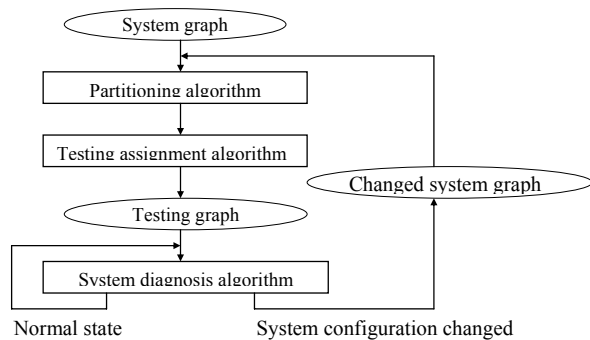 System graph
Partitioning algorithm
Testing assignment algorithm
Changed system graph
Testing graph
System diagnosis algorithm
Normal state
System configuration changed